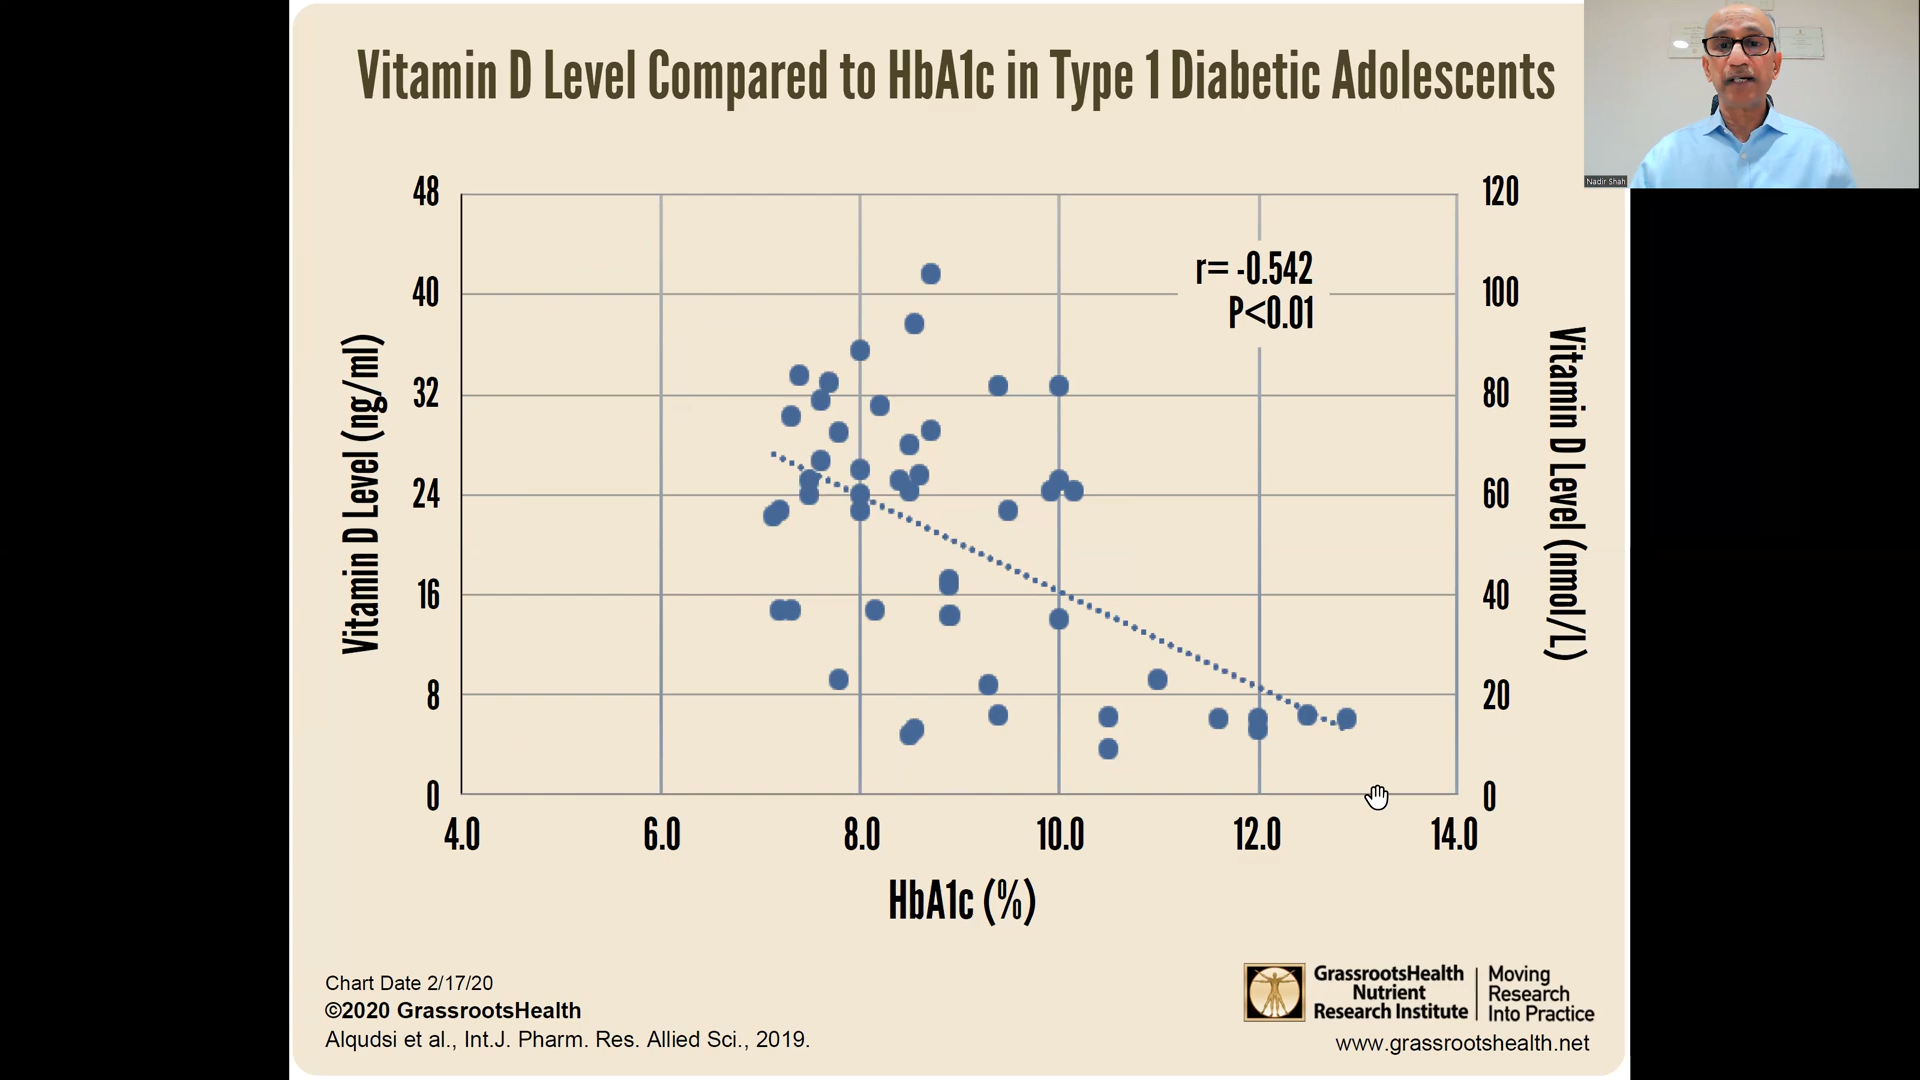 Vitamin D Level Compared to HbA1c in Type 1 Diabetic Adolescents
Nadir Shah
48
40
32
24
16
8
0
Vitamin D Level (ng/ml)
120
100
80
60
40
20
0
Vitamin D Level (nmol/L)
r= -0.542
P<0.01
4.0 6.0 8.0 10.0 12.0 14.0
HbA1c (%)
Chart Date 2/17/20
©2020 GrassrootsHealth
Alqudsi et al., Int.J. Pharm. Res. Allied Sci., 2019.
GrassrootsHealth
Nutrient
Research Institute
Moving
Research
Into Practice
www.grassrootshealth.net